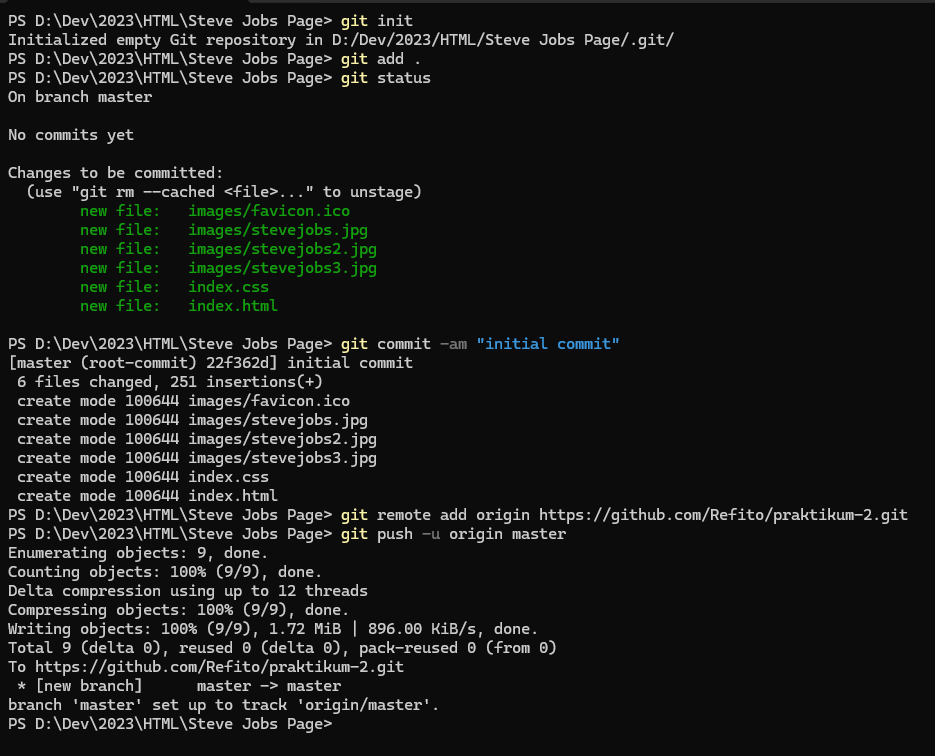 PS D:\Dev\2023\HTML\Steve Jobs Page> git init
Initialized empty Git repository in D:/Dev/2023/HTML/Steve Jobs Page/.git/
PS D:\Dev\2023\HTML\Steve Jobs Page> git add .
PS D:\Dev\2023\HTML\Steve Jobs Page> git status
On branch master

No commits yet

Changes to be committed:
  (use "git rm --cached <file>..." to unstage)
        new file:   images/favicon.ico
        new file:   images/stevejobs.jpg
        new file:   images/stevejobs2.jpg
        new file:   images/stevejobs3.jpg
        new file:   index.css
        new file:   index.html

PS D:\Dev\2023\HTML\Steve Jobs Page> git commit -am "initial commit"
[master (root-commit) 22f362d] initial commit
 6 files changed, 251 insertions(+)
 create mode 100644 images/favicon.ico
 create mode 100644 images/stevejobs.jpg
 create mode 100644 images/stevejobs2.jpg
 create mode 100644 images/stevejobs3.jpg
 create mode 100644 index.css
 create mode 100644 index.html
PS D:\Dev\2023\HTML\Steve Jobs Page> git remote add origin https://github.com/Refito/praktikum-2.git
PS D:\Dev\2023\HTML\Steve Jobs Page> git push -u origin master
Enumerating objects: 9, done.
Counting objects: 100% (9/9), done.
Delta compression using up to 12 threads
Compressing objects: 100% (9/9), done.
Writing objects: 100% (9/9), 1.72 MiB | 896.00 KiB/s, done.
Total 9 (delta 0), reused 0 (delta 0), pack-reused 0 (from 0)
To https://github.com/Refito/praktikum-2.git
 * [new branch]      master -> master
branch 'master' set up to track 'origin/master'.
PS D:\Dev\2023\HTML\Steve Jobs Page>